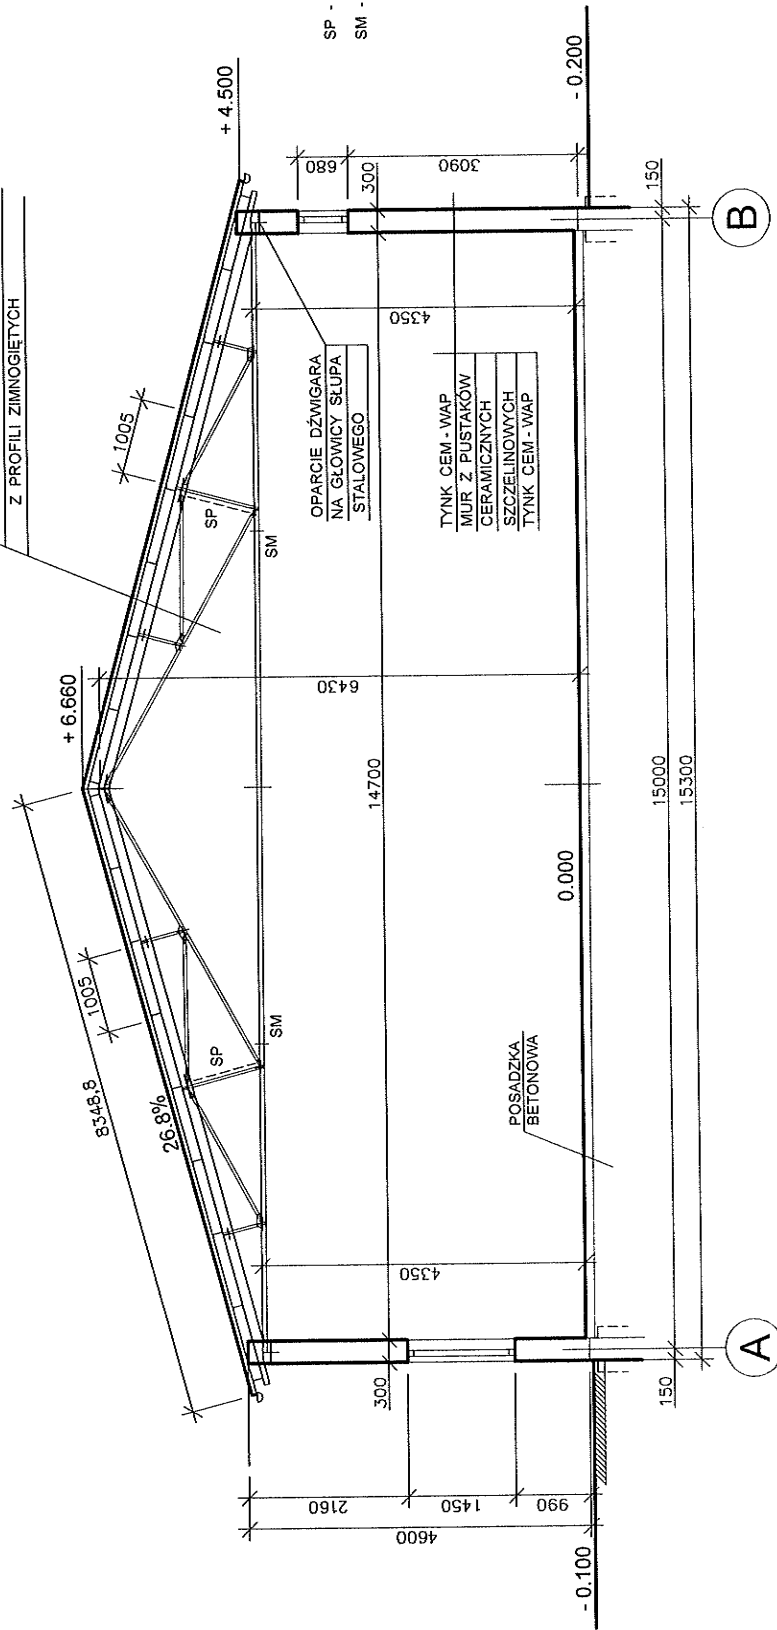 Z PROFILI ZIMNOGIĘTYCH
SP -
SM -
+ 4.500
+ 6.660
- 0.200
- 0.100
0.000
8348,8
1005
1005
26.8%
SP
SM
SP
SM
OPARCIE DŹWIGARA
NA GŁOWICY SŁUPA
STALOWEGO
TYNK CEM - WAP
MUR Z PUSTAKÓW
CERAMICZNYCH
SZCZELINOWYCH
TYNK CEM - WAP
POSADZKA
BETONOWA
4350
6430
4350
680
3090
2160
1450
990
4600
300
14700
300
150
15000
150
15300
A
B